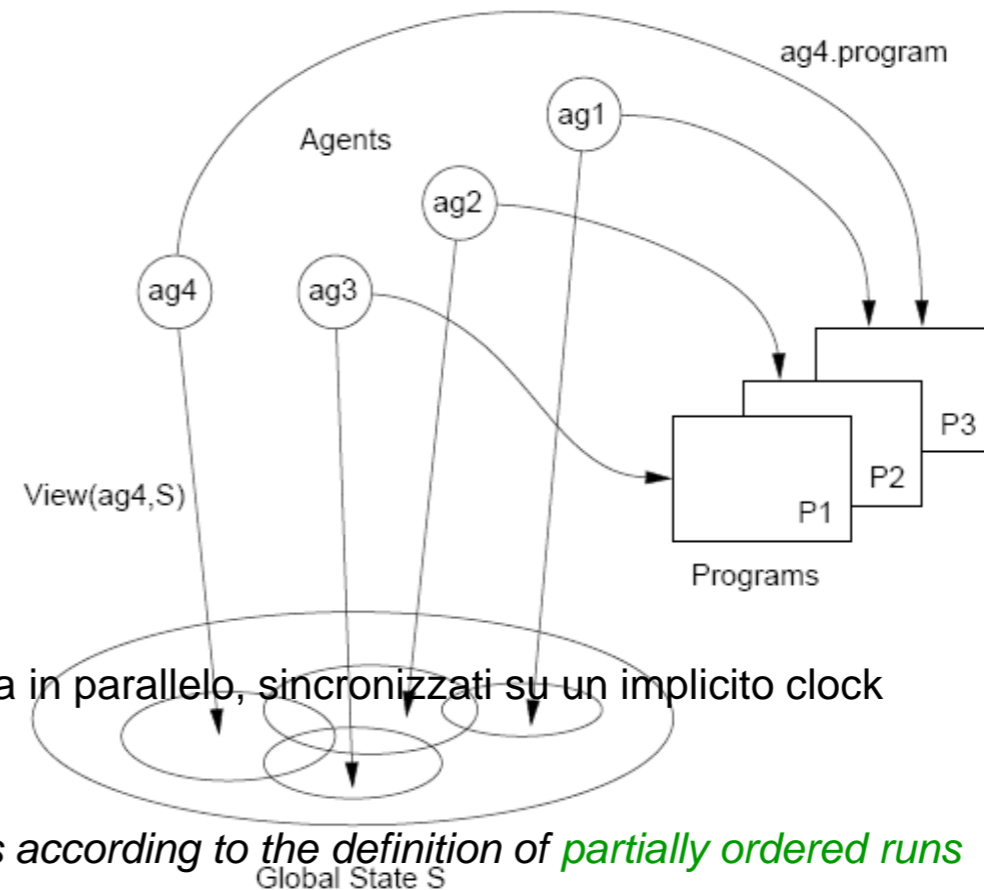 ag4.program
ag1
Agents
ag2
ag4
ag3
P3
P2
View(ag4,S)
P1
Programs
a in parallelo, sincronizzati su un implicito clock
s according to the definition of partially ordered runs
Global State S